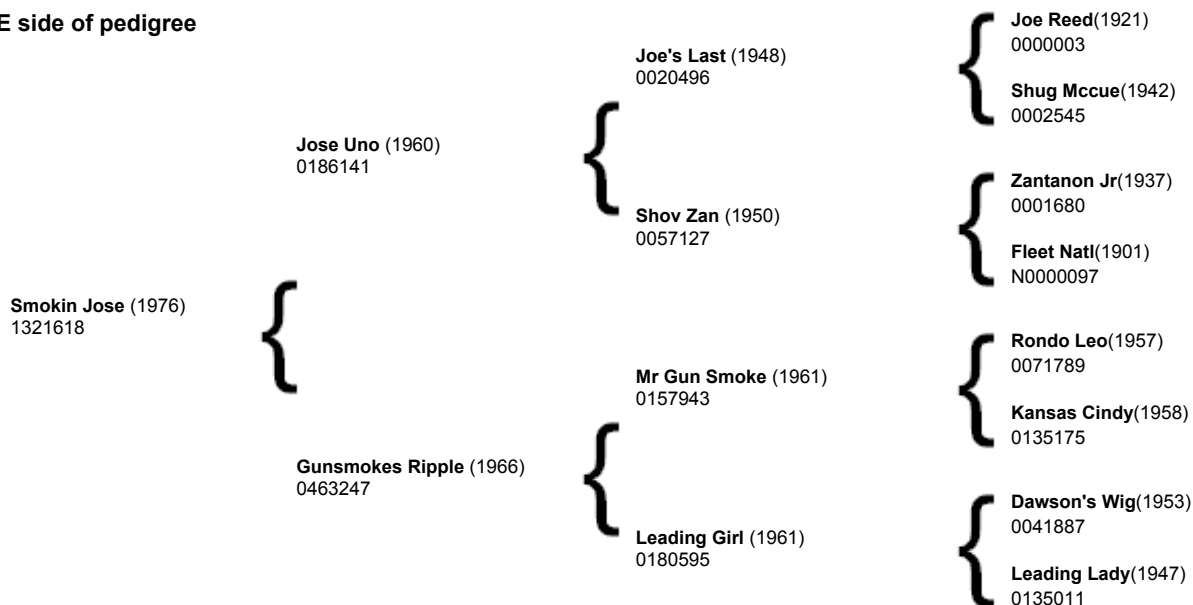 E side of pedigree
Smokin Jose (1976)
1321618
Jose Uno (1960)
0186141
Gunsmokes Ripple (1966)
0463247
Joe's Last (1948)
0020496
Shov Zan (1950)
0057127
Mr Gun Smoke (1961)
0157943
Leading Girl (1961)
0180595
Joe Reed(1921)
0000003
Shug Mccue(1942)
0002545
Zantanon Jr(1937)
0001680
Fleet Natl(1901)
N0000097
Rondo Leo(1957)
0071789
Kansas Cindy(1958)
0135175
Dawson's Wig(1953)
0041887
Leading Lady(1947)
0135011